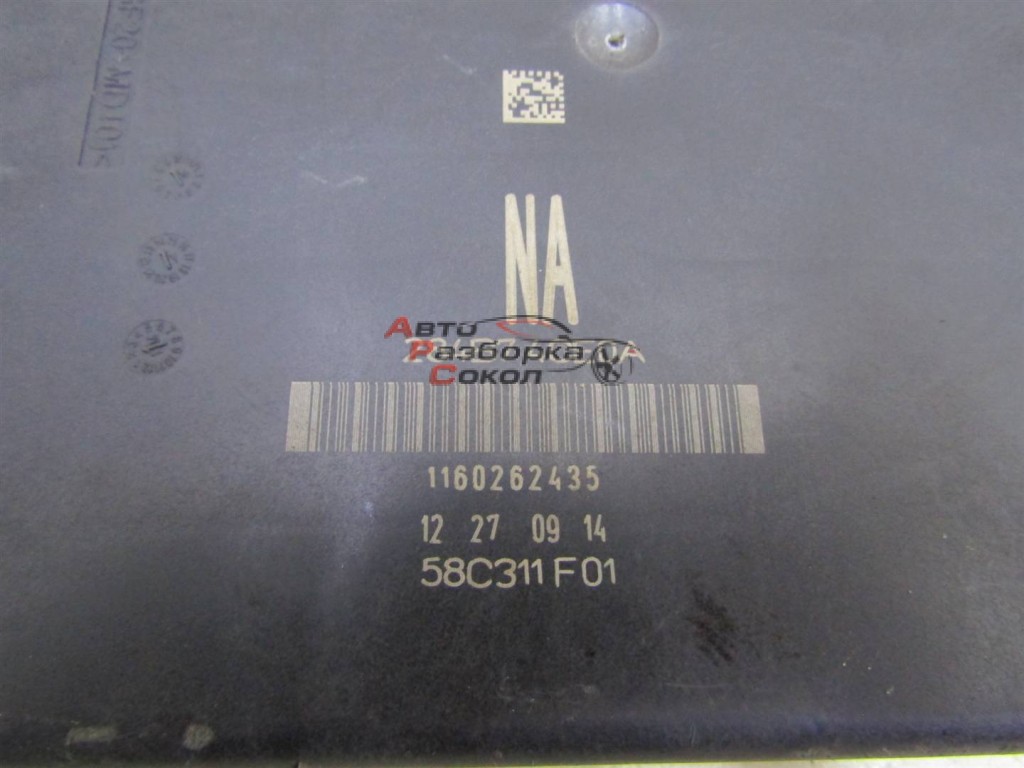 NA
Авто
Разборка
Сокол
1160262435
12 27 09 14
58C311F01